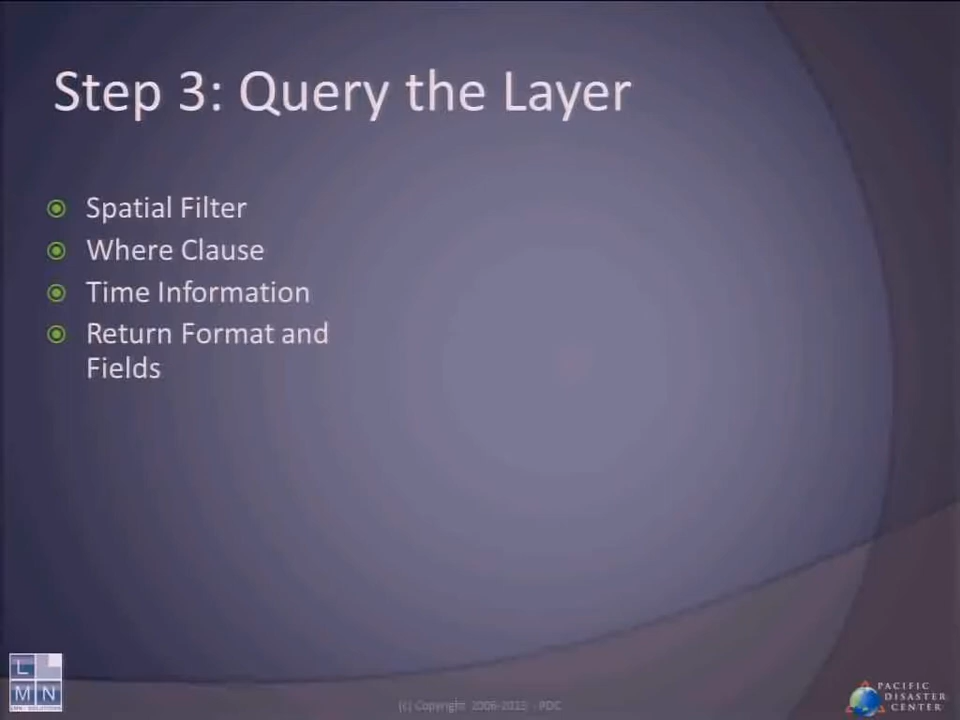 Step 3: Query the Layer
Spatial Filter
Where Clause
Time Information
Return Format and
Fields
L
M N
(c) Copyright 2006-2013 - PDC
PACIFIC
DISASTER
CENTER